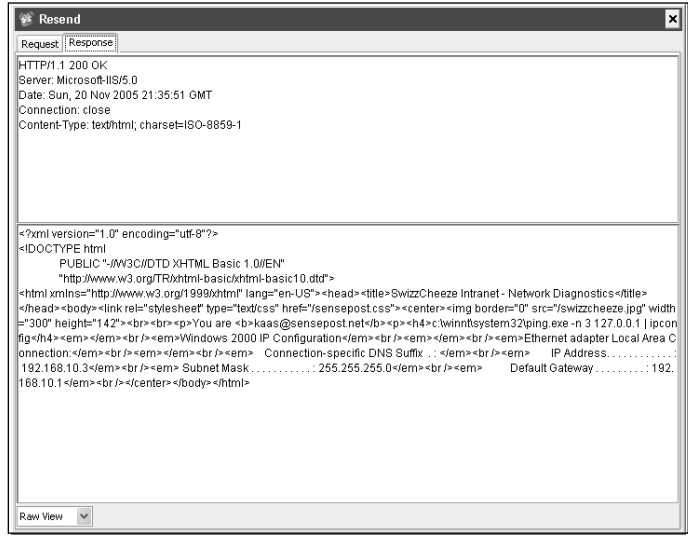 Resend
Request Response
HTTP/1.1 200 OK
Server: Microsoft-IIS/5.0
Date: Sun, 20 Nov 2005 21:35:51 GMT
Connection: close
Content-Type: text/html; charset=ISO-8859-1
<?xml version="1.0" encoding="utf-8"?>
<!DOCTYPE html
PUBLIC "-//W3C//DTD XHTML Basic 1.0//EN"
"http://www.w3.org/TR/xhtml-basic/xhtml-basic10.dtd">
<html xmlns="http://www.w3.org/1999/xhtml" lang="en-US"><head><title>SwizzCheeze Intranet - Network Diagnostics</title>
</head><body><link rel="stylesheet" type="text/css" href="/sensepost.css"><center><img border="0" src="/swizzcheeze.jpg" width
="300" height="142"><br><br><p>You are <b>kaas@sensepost.net</b><p><h4>c:\winnt\system32\ping.exe -n 3 127.0.0.1 | ipcon
fig</h4><em></em><br /><em>Windows 2000 IP Configuration</em><br /><em></em><br /><em>Ethernet adapter Local Area C
onnection:</em><br /><em></em><br /><em> Connection-specific DNS Suffix . : </em><br /><em> IP Address. . . . . . . . . . . . :
192.168.10.3</em><br /><em> Subnet Mask . . . . . . . . . . . : 255.255.255.0</em><br /><em> Default Gateway . . . . . . . . . : 192.
168.10.1</em><br /></center></body></html>
Raw View